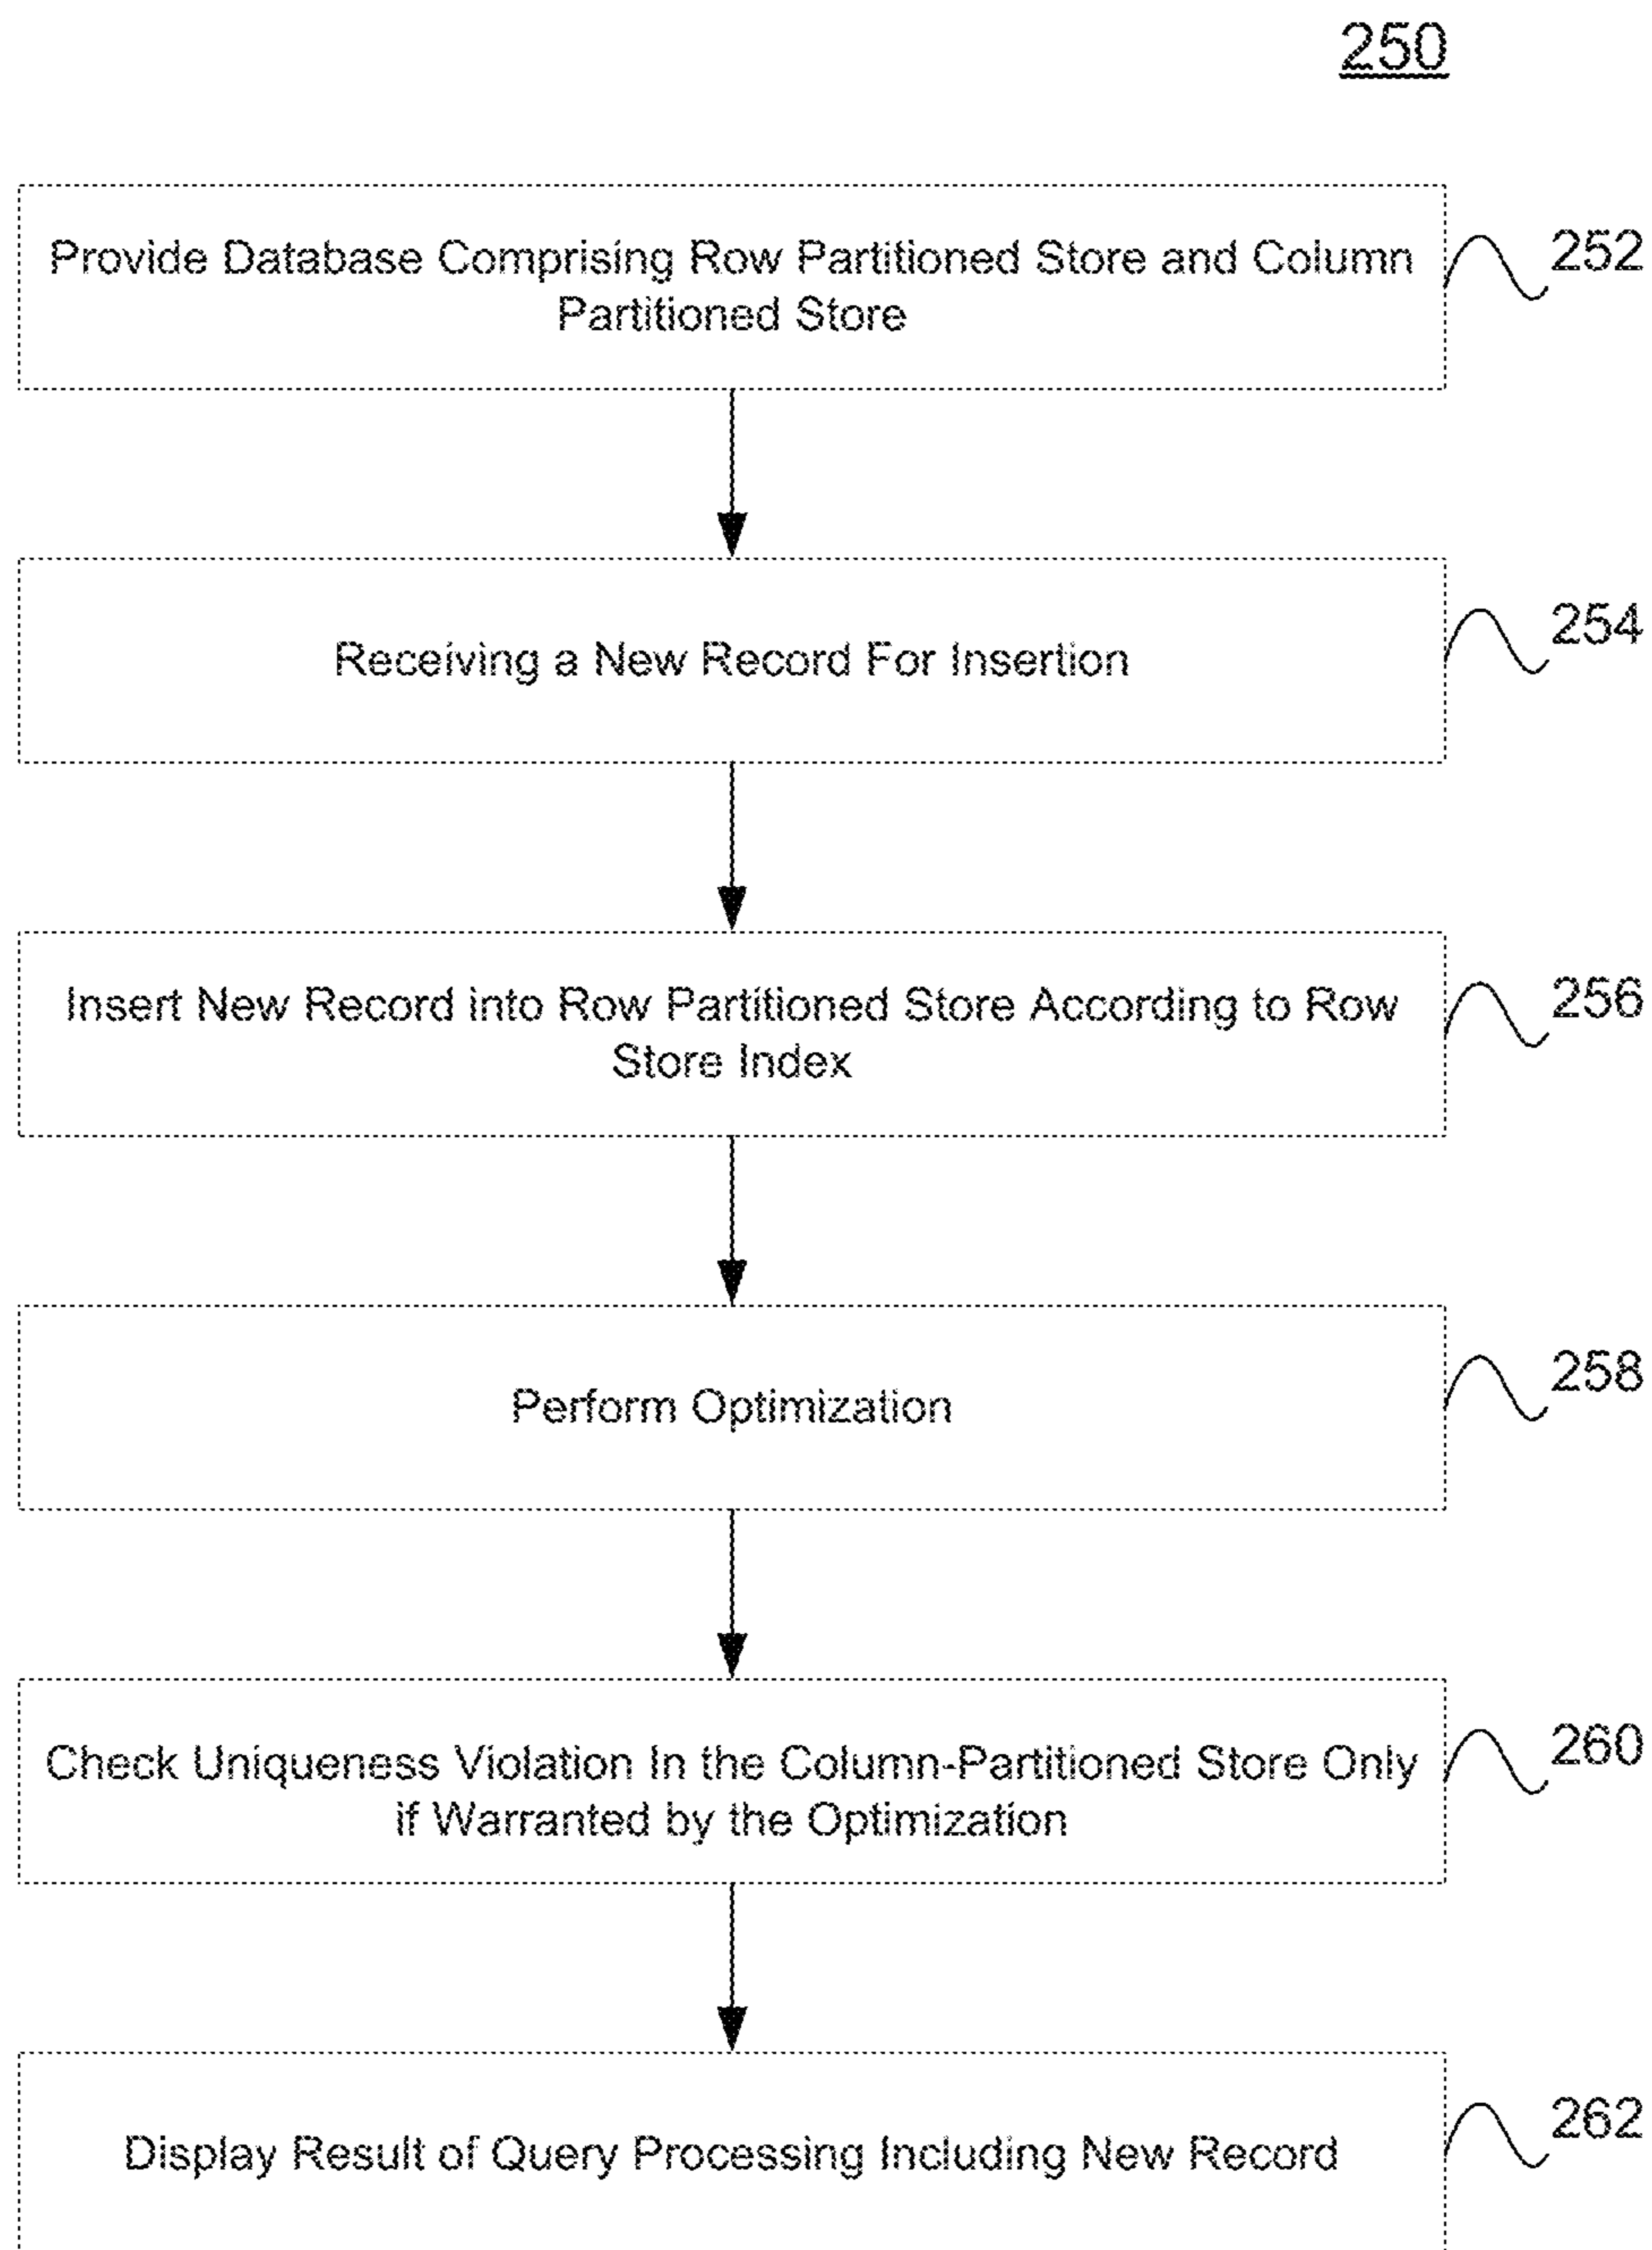 250
Provide Database Comprising Row Partitioned Store and Column
Partitioned Store
252
Receiving a New Record For Insertion
254
Insert New Record into Row Partitioned Store According to Row
Store Index
256
Perform Optimization
258
Check Uniqueness Violation In the Column-Partitioned Store Only
if Warranted by the Optimization
260
Display Result of Query Processing Including New Record
262